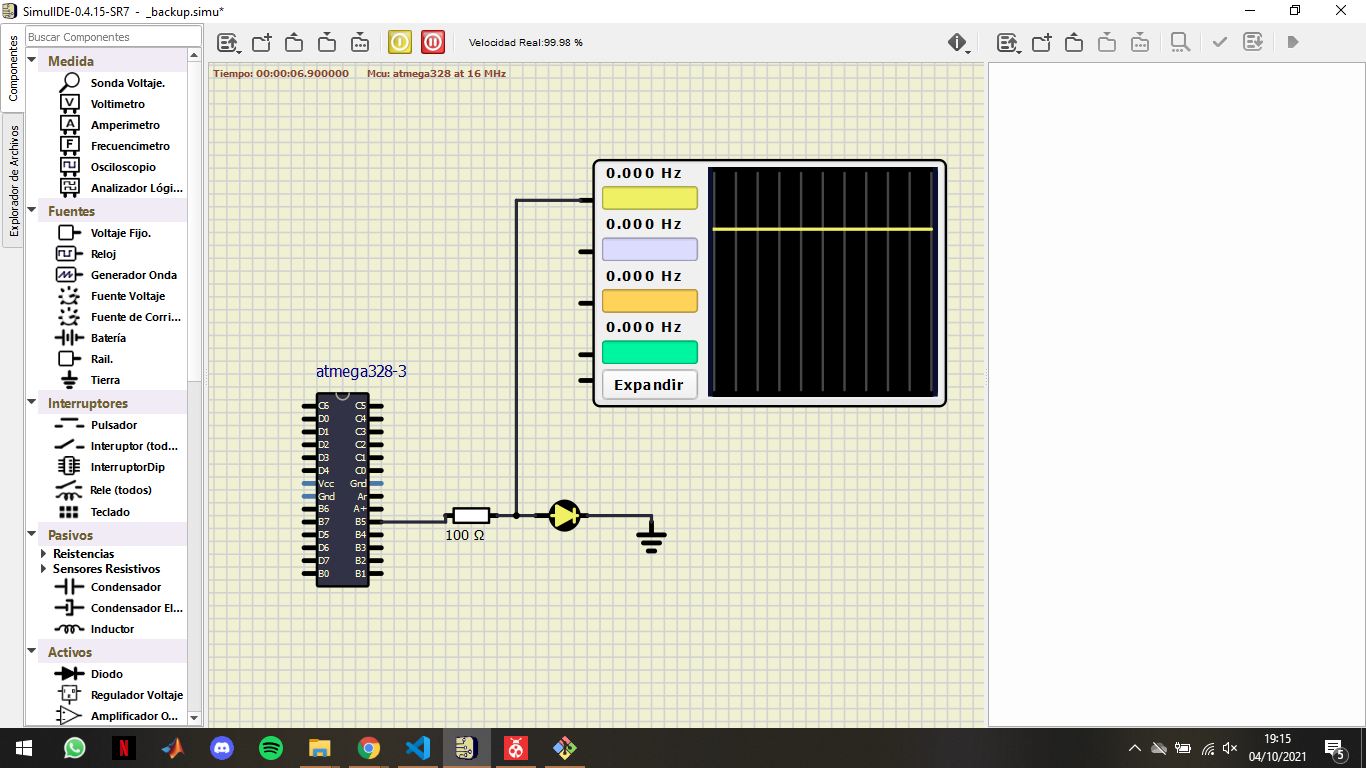 SimulIDE-0.4.15-SR7 - _backup.simu*
Componentes
Explorador de Archivos
Buscar Componentes
Medida
Sonda Voltaje.
Voltimetro
Amperimetro
Frecuencimetro
Osciloscopio
Analizador Lógi...
Fuentes
Voltaje Fijo.
Reloj
Generador Onda
Fuente Voltaje
Fuente de Corri...
Batería
Rail.
Tierra
Interruptores
Pulsador
Interuptor (tod...
InterruptorDip
Rele (todos)
Teclado
Pasivos
Reistencias
Sensores Resistivos
Condensador
Condensador El...
Inductor
Activos
Diodo
Regulador Voltaje
Amplificador O...
Velocidad Real:99.98 %
Tiempo: 00:00:06.900000 Mcu: atmega328 at 16 MHz
0.000 Hz
0.000 Hz
0.000 Hz
0.000 Hz
Expandir
atmega328-3
C6 C5
D0 C4
D1 C3
D2 C2
D3 C1
D4 C0
Vcc Gnd
Gnd Ar
B6 A+
B7 B5
D5 B4
D6 B3
D7 B2
B0 B1
100 Ω
19:15
04/10/2021
5